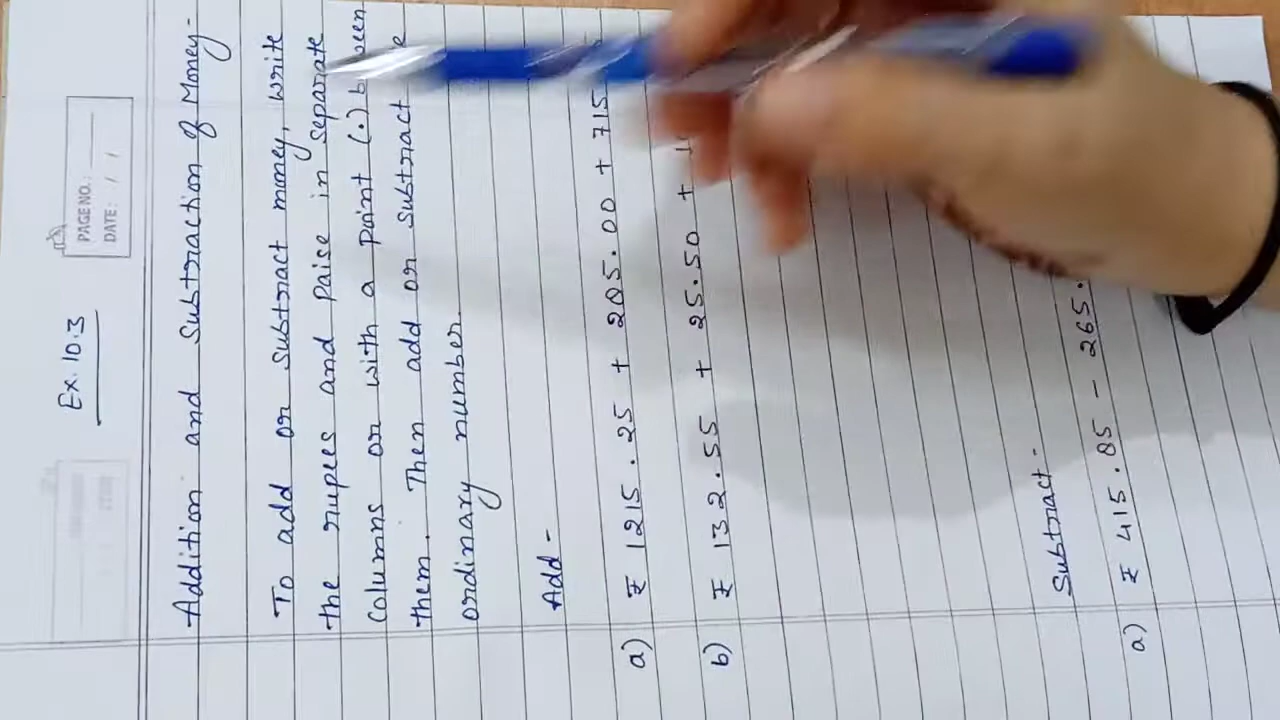 Ex. 10.3
PAGE NO.:
DATE: / /
Addition and Subtraction of Money-
To add or subtract money, write
the rupees and paise in separate
columns or with a point (.)
them. Then add or subtract
ordinary number.
Add -
a) ₹ 1215.25 + 205.00 + 715
b) ₹ 132.55 + 25.50 +
Subtract -
a) ₹ 415.85 - 265.